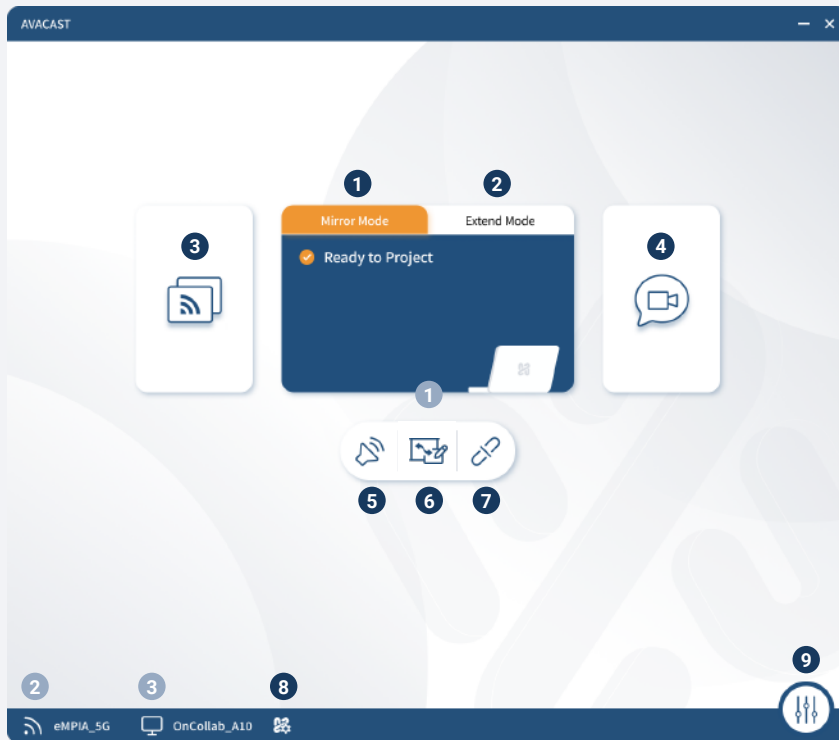 AVACAST
1
2
Mirror Mode
Extend Mode
3
Ready to Project
4
1
5
6
7
2
3
8
9
eMPIA_5G
OnCollab_A10